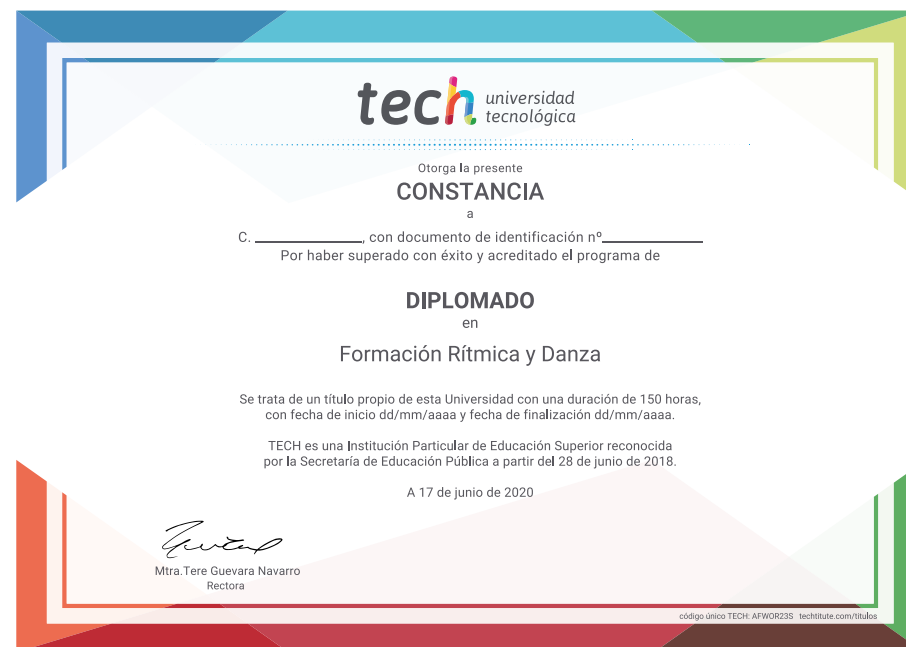 tech universidad
tecnológica
Otorga la presente
CONSTANCIA
a
C. ____________, con documento de identificación nº____________
Por haber superado con éxito y acreditado el programa de
DIPLOMADO
en
Formación Rítmica y Danza
Se trata de un título propio de esta Universidad con una duración de 150 horas,
con fecha de inicio dd/mm/aaaa y fecha de finalización dd/mm/aaaa.
TECH es una Institución Particular de Educación Superior reconocida
por la Secretaría de Educación Pública a partir del 28 de junio de 2018.
A 17 de junio de 2020
Mtra.Tere Guevara Navarro
Rectora
código único TECH: AFWOR23S techtitute.com/titulos